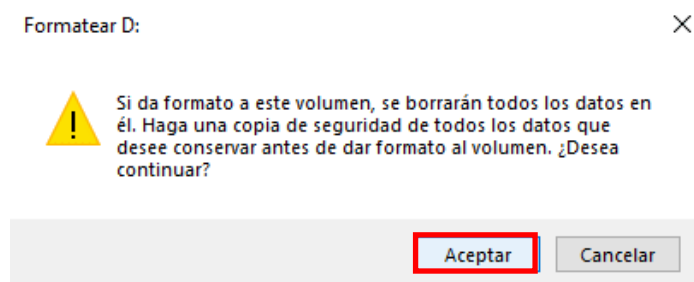 Formatear D:
Si da formato a este volumen, se borrarán todos los datos en
él. Haga una copia de seguridad de todos los datos que
desee conservar antes de dar formato al volumen. ¿Desea
continuar?
Aceptar Cancelar